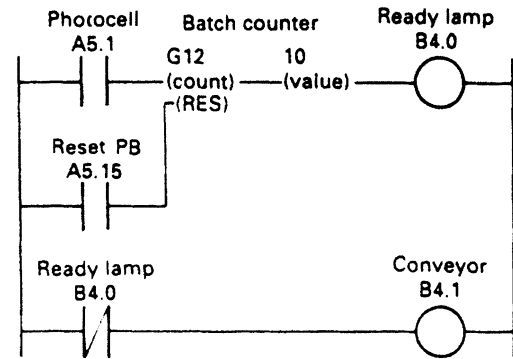 Photocell
A5.1
Batch counter
G12
(count)
(RES)
10
(value)
Ready lamp
B4.0
Reset PB
A5.15
Ready lamp
B4.0
Conveyor
B4.1